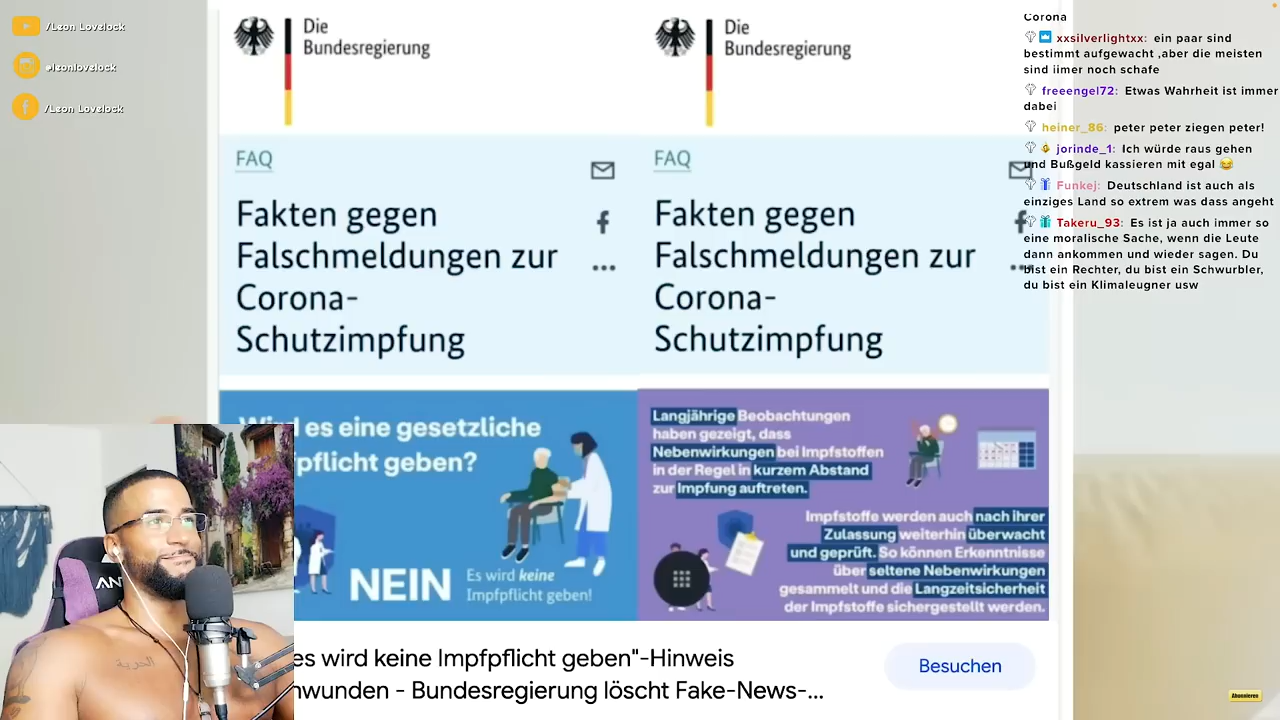 /Leon Lovelock
@leonlovelock
/Leon Lovelock
Die
Bundesregierung
FAQ
Fakten gegen
Falschmeldungen zur
Corona-
Schutzimpfung
es eine gesetzliche
pflicht geben?
NEIN
Es wird keine
Impfpflicht geben!
Die
Bundesregierung
FAQ
Fakten gegen
Falschmeldungen zur
Corona-
Schutzimpfung
Langjährige Beobachtungen
haben gezeigt, dass
Nebenwirkungen bei Impfstoffen
in der Regel in kurzem Abstand
zur Impfung auftreten.
Impfstoffe werden auch nach ihrer
Zulassung weiterhin überwacht
und geprüft. So können Erkenntnisse
über seltene Nebenwirkungen
gesammelt und die Langzeitsicherheit
der Impfstoffe sichergestellt werden.
es wird keine Impfpflicht geben"-Hinweis
nwunden - Bundesregierung löscht Fake-News-...
Besuchen
Corona
xxsilverlightxx: ein paar sind
bestimmt aufgewacht ,aber die meisten
sind iimer noch schafe
freeengel72: Etwas Wahrheit ist immer
dabei
heiner_86: peter peter ziegen peter!
jorinde_1: Ich würde raus gehen
und Bußgeld kassieren mit egal 😂
Funkej: Deutschland ist auch als
einziges Land so extrem was dass angeht
Takeru_93: Es ist ja auch immer so
eine moralische Sache, wenn die Leute
dann ankommen und wieder sagen. Du
bist ein Rechter, du bist ein Schwurbler,
du bist ein Klimaleugner usw
AN
الحرية
Abonnieren